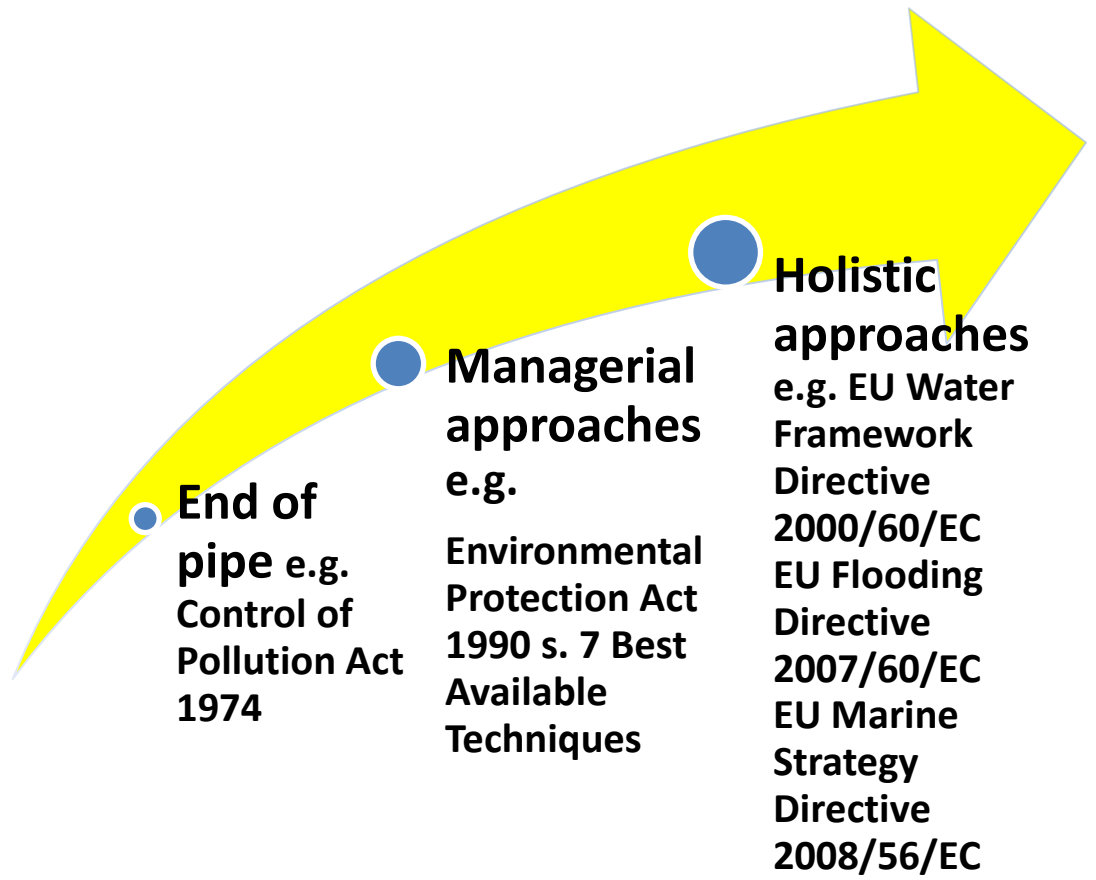 End of
pipe e.g.
Control of
Pollution Act
1974
Managerial
approaches
e.g.
Environmental
Protection Act
1990 s. 7 Best
Available
Techniques
Holistic
approaches
e.g. EU Water
Framework
Directive
2000/60/EC
EU Flooding
Directive
2007/60/EC
EU Marine
Strategy
Directive
2008/56/EC